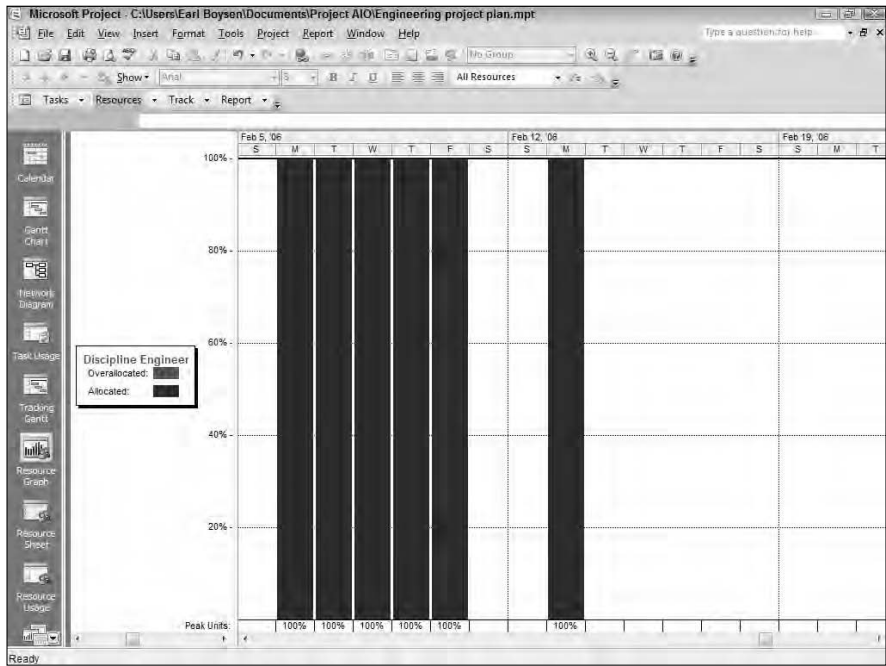 Microsoft Project - C:\Users\Earl Boysen\Documents\Project AIO\Engineering project plan.mpt
File Edit View Insert Format Tools Project Report Window Help
Type a question for help
No Group
Show Arial 8 B I U All Resources
Tasks Resources Track Report
Feb 5, '06 Feb 12, '06 Feb 19, '06
S M T W T F S S M T W T F S S M T
Calendar
Gantt Chart
Network Diagram
Task Usage
Tracking Gantt
Resource Graph
Resource Sheet
Resource Usage
Discipline Engineer
Overallocated:
Allocated:
100%
80%
60%
40%
20%
Peak Units: 100% 100% 100% 100% 100% 100%
Ready